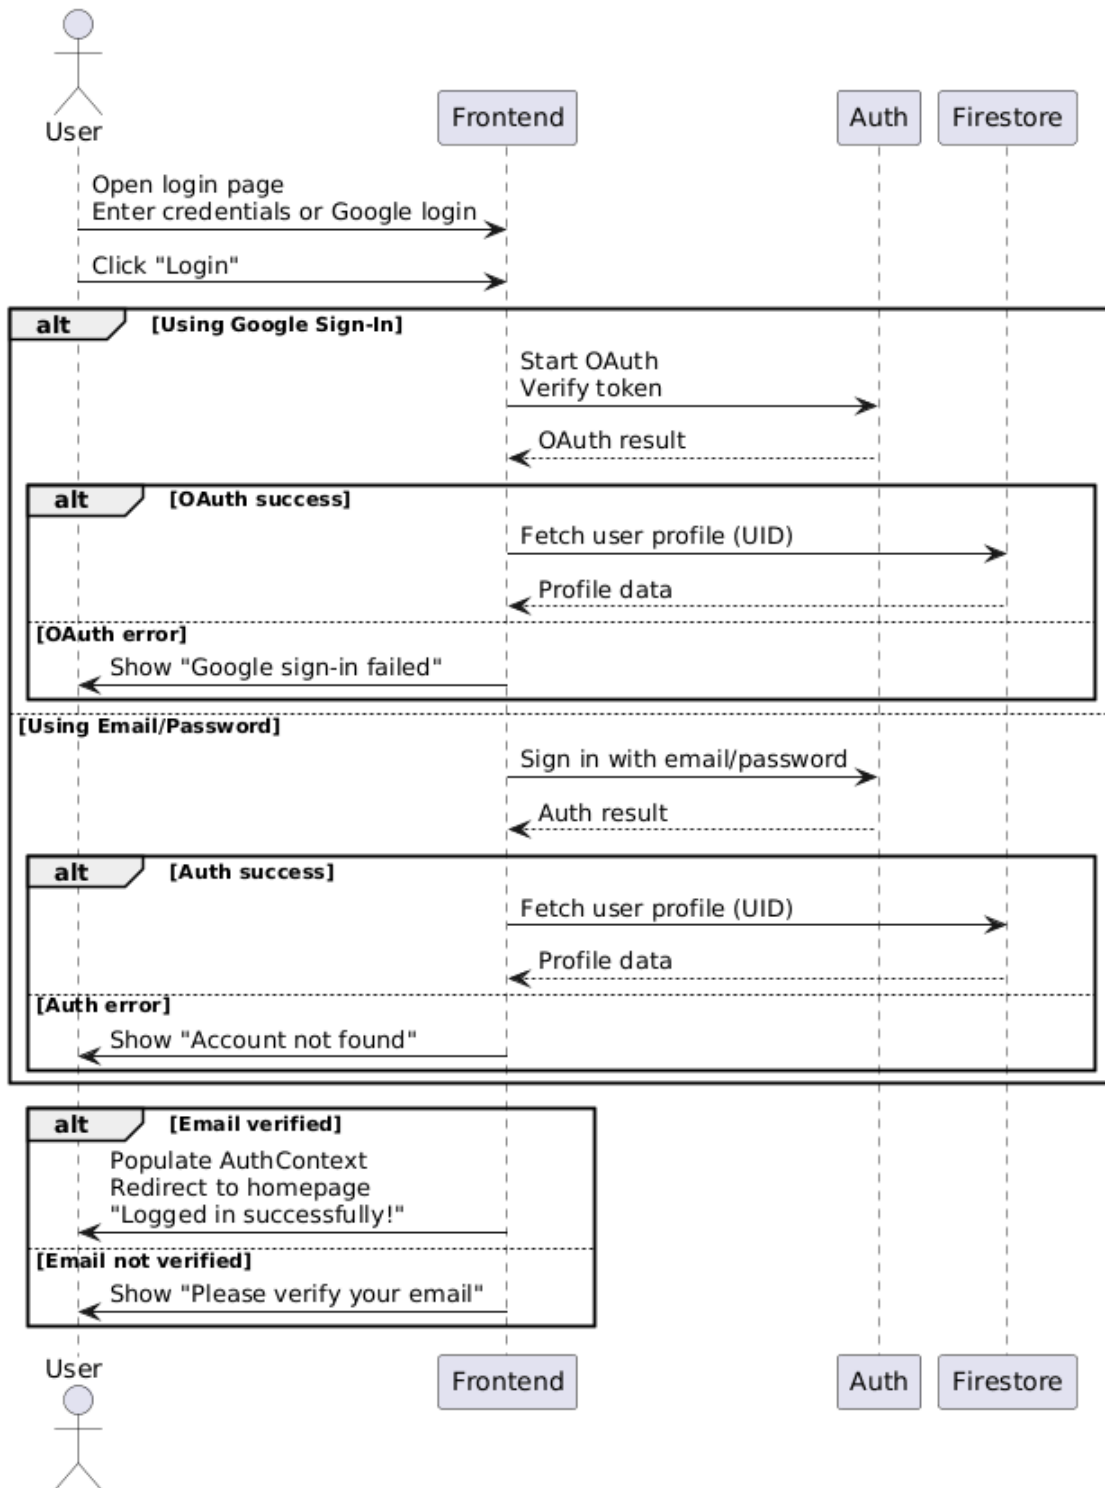 User
Frontend
Auth
Firestore
Open login page
Enter credentials or Google login
Click "Login"
alt [Using Google Sign-In]
Start OAuth
Verify token
OAuth result
alt [OAuth success]
Fetch user profile (UID)
Profile data
[OAuth error]
Show "Google sign-in failed"
[Using Email/Password]
Sign in with email/password
Auth result
alt [Auth success]
Fetch user profile (UID)
Profile data
[Auth error]
Show "Account not found"
alt [Email verified]
Populate AuthContext
Redirect to homepage
"Logged in successfully!"
[Email not verified]
Show "Please verify your email"
User
Frontend
Auth
Firestore